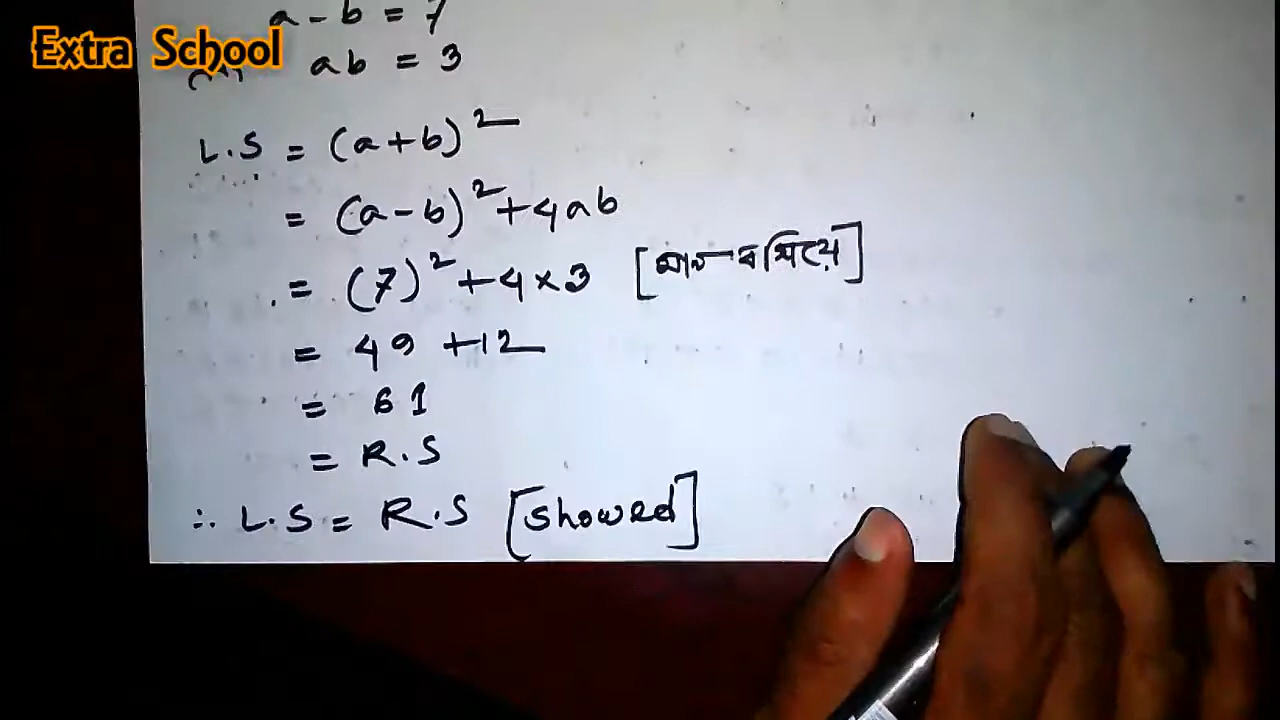 a - b = 7
Extra School
ab = 3
L.S = (a+b)²
= (a-b)² + 4ab
= (7)² + 4×3 [মান বসিয়ে]
= 49 + 12
= 61
= R.S
∴ L.S = R.S [Showed]